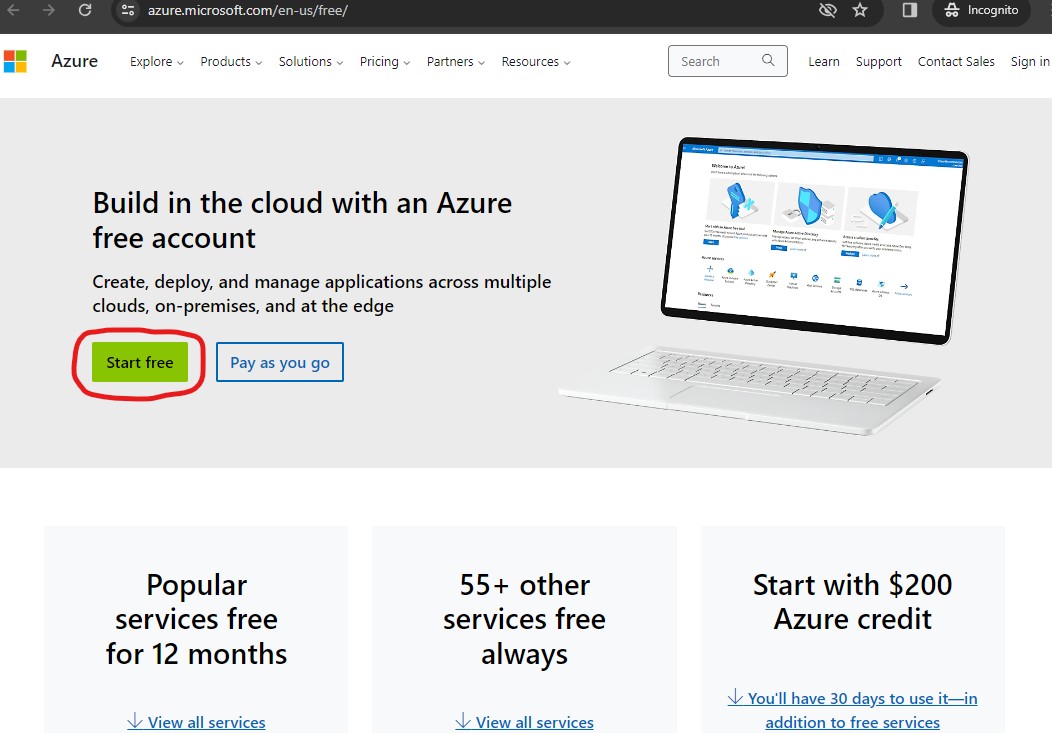 azure.microsoft.com/en-us/free/
Incognito
Azure
Explore
Products
Solutions
Pricing
Partners
Resources
Search
Learn
Support
Contact Sales
Sign in
Build in the cloud with an Azure
free account
Create, deploy, and manage applications across multiple
clouds, on-premises, and at the edge
Start free
Pay as you go
Welcome to Azure!
Popular
services free
for 12 months
View all services
55+ other
services free
always
View all services
Start with $200
Azure credit
You'll have 30 days to use it—in
addition to free services